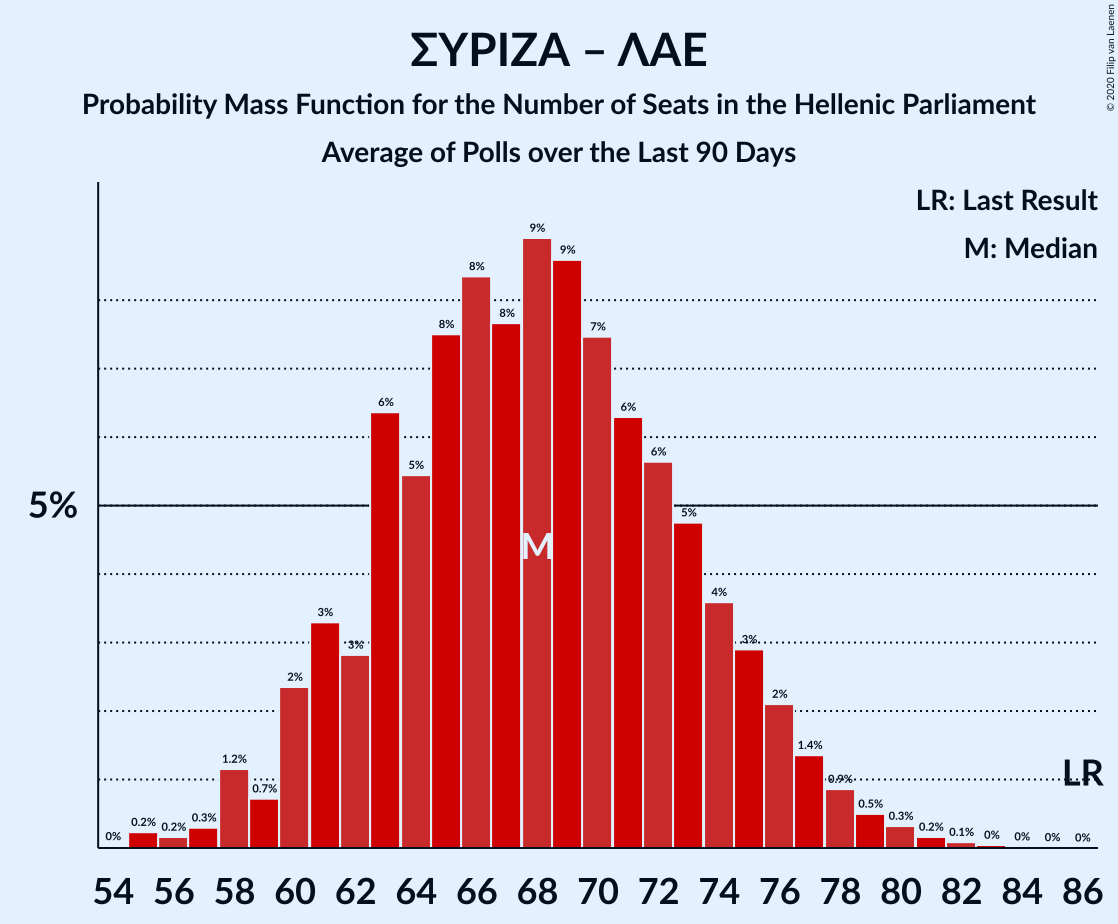 © 2020 Filip van Laenen
ΣΥΡΙΖΑ – ΛΑΕ
Probability Mass Function for the Number of Seats in the Hellenic Parliament
Average of Polls over the Last 90 Days
LR: Last Result
M: Median
5%
0% 0.2% 0.2% 0.3% 1.2% 0.7% 2% 3% 3% 6% 5% 8% 8% 8% 9% 9% 7% 6% 6% 5% 4% 3% 2% 1.4% 0.9% 0.5% 0.3% 0.2% 0.1% 0% 0% 0% 0%
M
LR
54 56 58 60 62 64 66 68 70 72 74 76 78 80 82 84 86